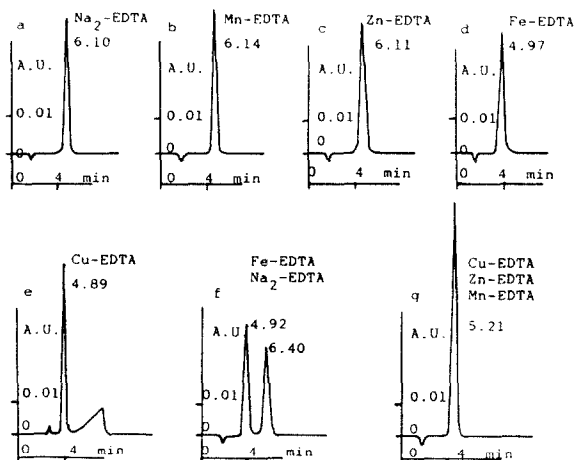 a
Na2-EDTA
6.10
A.U.
0.01
0
0 4 min
b
Mn-EDTA
6.14
A.U.
0.01
0
0 4 min
c
Zn-EDTA
6.11
A.U.
0.01
0
0 4 min
d
Fe-EDTA
4.97
A.U.
0.01
0
0 4 min
e
Cu-EDTA
4.89
A.U.
0.01
0
0 4 min
f
Fe-EDTA
Na2-EDTA
4.92
6.40
A.U.
0.01
0
0 4 min
g
Cu-EDTA
Zn-EDTA
Mn-EDTA
5.21
A.U.
0.01
0
0 4 min